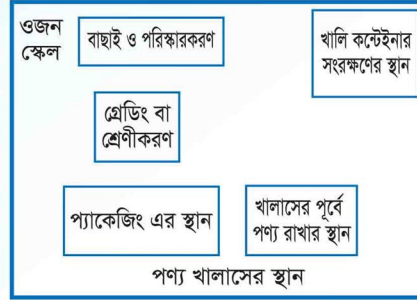 ওজন
স্কেল
বাছাই ও পরিস্কারকরণ
খালি কন্টেইনার
সংরক্ষণের স্থান
গ্রেডিং বা
শ্রেণীকরণ
প্যাকেজিং এর স্থান
খালাসের পূর্বে
পণ্য রাখার স্থান
পণ্য খালাসের স্থান